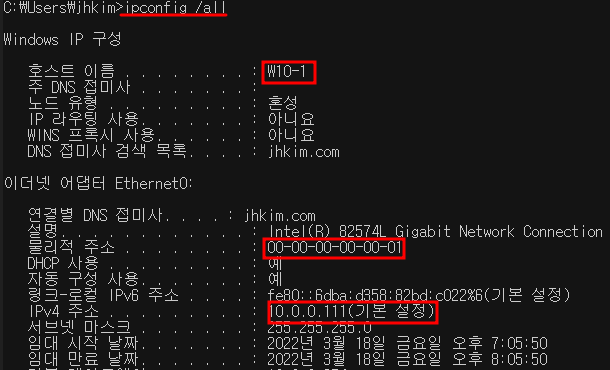 C:\Users\jhkim>ipconfig /all
Windows IP 구성
호스트 이름 . . . . . . . . : W10-1
주 DNS 접미사 . . . . . . . :
노드 유형 . . . . . . . . . : 혼성
IP 라우팅 사용. . . . . . . : 아니요
WINS 프록시 사용. . . . . . : 아니요
DNS 접미사 검색 목록. . . . : jhkim.com
이더넷 어댑터 Ethernet0:
연결별 DNS 접미사. . . . : jhkim.com
설명. . . . . . . . . . . . : Intel(R) 82574L Gigabit Network Connection
물리적 주소 . . . . . . . . : 00-00-00-00-00-01
DHCP 사용 . . . . . . . . . : 예
자동 구성 사용. . . . . . . : 예
링크-로컬 IPv6 주소 . . . . : fe80::6dba:d358:82bd:c022%6(기본 설정)
IPv4 주소 . . . . . . . . . : 10.0.0.111(기본 설정)
서브넷 마스크 . . . . . . . : 255.255.255.0
임대 시작 날짜. . . . . . . : 2022년 3월 18일 금요일 오후 7:05:50
임대 만료 날짜. . . . . . . : 2022년 3월 18일 금요일 오후 8:05:50